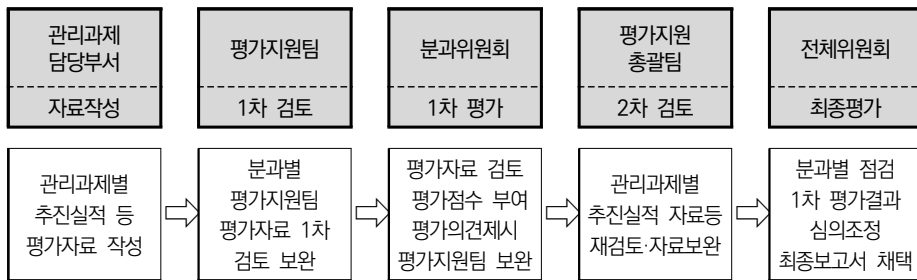 관리과제
담당부서
자료작성
평가지원팀
1차 검토
분과위원회
1차 평가
평가지원
총괄팀
2차 검토
전체위원회
최종평가
관리과제별
추진실적 등
평가자료 작성
분과별
평가지원팀
평가자료 1차
검토 보완
평가자료 검토
평가점수 부여
평가의견제시
평가지원팀 보완
관리과제별
추진실적 자료등
재검토·자료보완
분과별 점검
1차 평가결과
심의조정
최종보고서 채택